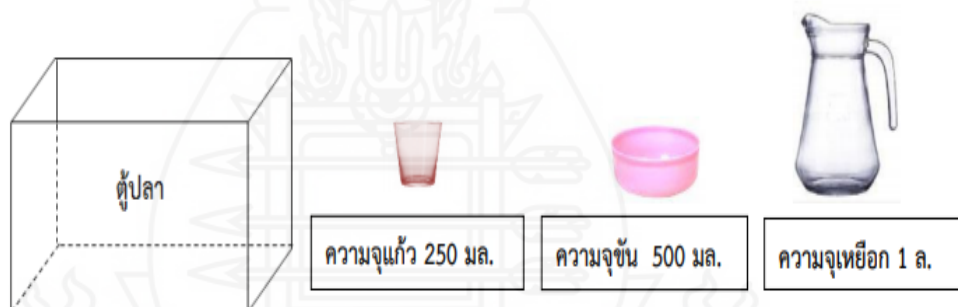 ตู้ปลา
ความจุแก้ว 250 มล.
ความจุขัน 500 มล.
ความจุเหยือก 1 ล.